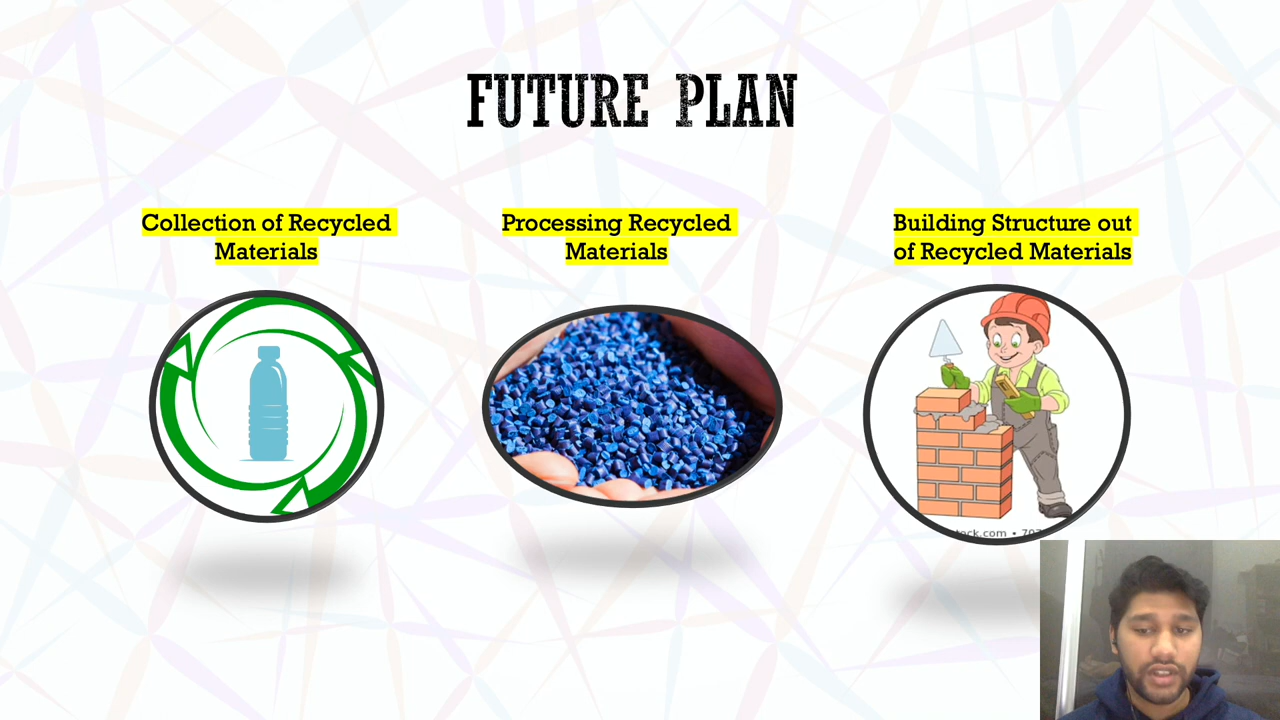 FUTURE PLAN
Collection of Recycled
Materials
Processing Recycled
Materials
Building Structure out
of Recycled Materials